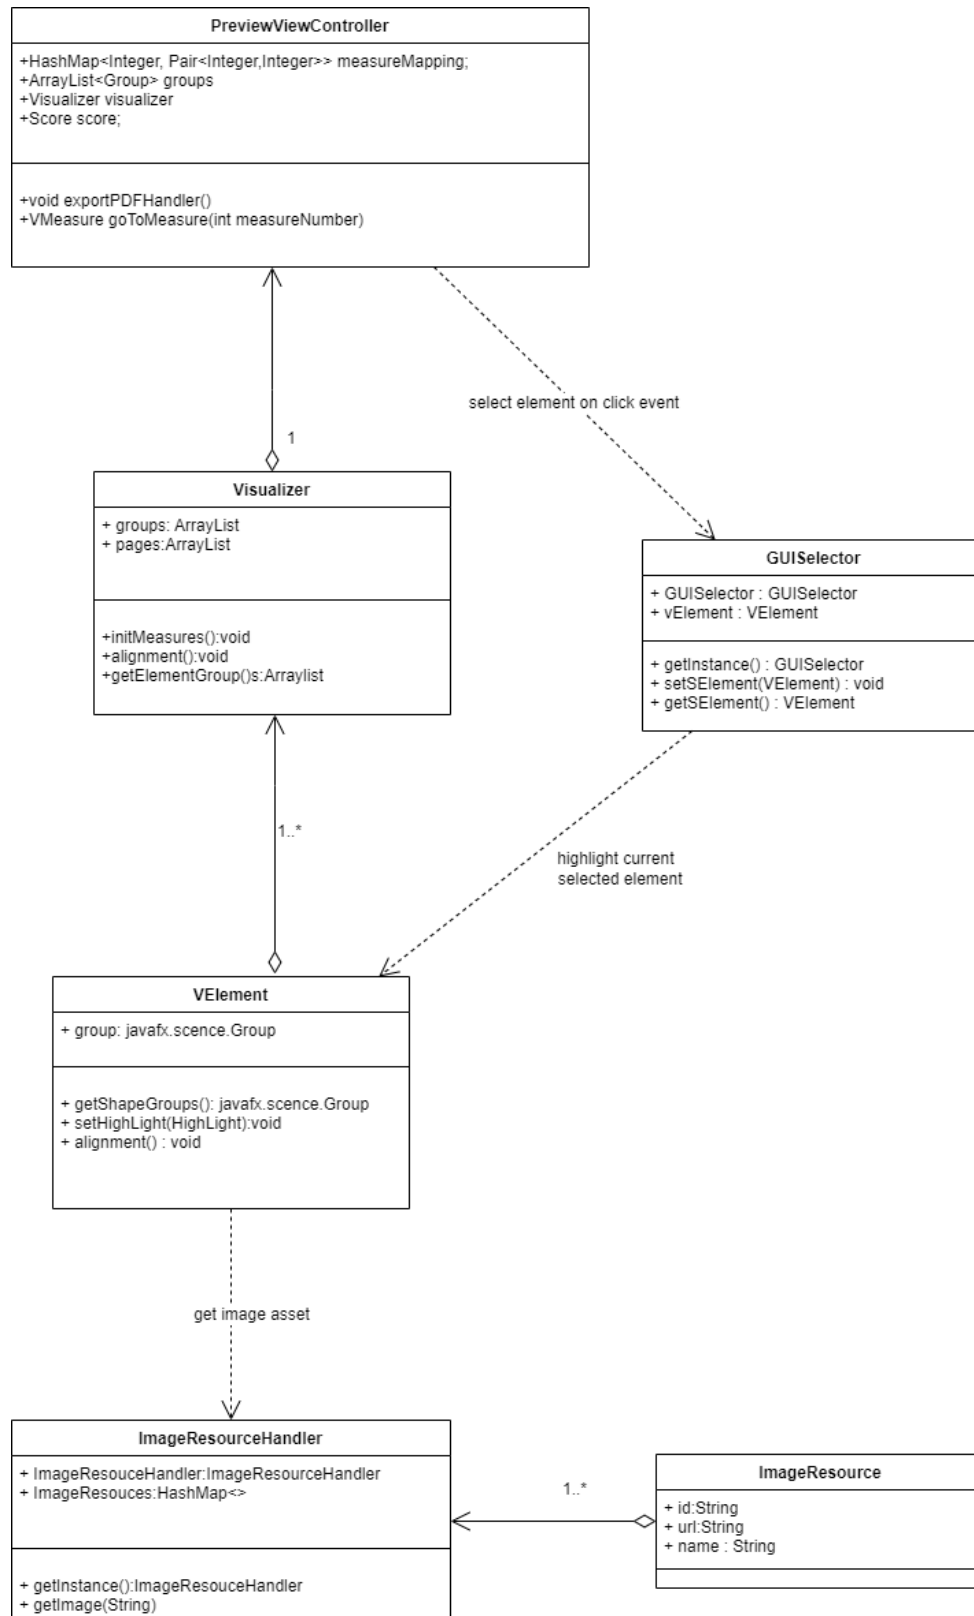 PreviewViewController
+HashMap<Integer, Pair<Integer,Integer>> measureMapping;
+ArrayList<Group> groups
+Visualizer visualizer
+Score score;
+void exportPDFHandler()
+VMeasure goToMeasure(int measureNumber)
select element on click event
1
Visualizer
+ groups: ArrayList
+ pages:ArrayList
+initMeasures():void
+alignment():void
+getElementGroup()s:Arraylist
GUISelector
+ GUISelector : GUISelector
+ vElement : VElement
+ getInstance() : GUISelector
+ setSElement(VElement) : void
+ getSElement() : VElement
1..*
highlight current
selected element
VElement
+ group: javafx.scence.Group
+ getShapeGroups(): javafx.scence.Group
+ setHighLight(HighLight):void
+ alignment() : void
get image asset
ImageResourceHandler
+ ImageResouceHandler:ImageResourceHandler
+ ImageResouces:HashMap<>
+ getInstance():ImageResouceHandler
+ getImage(String)
1..*
ImageResource
+ id:String
+ url:String
+ name : String